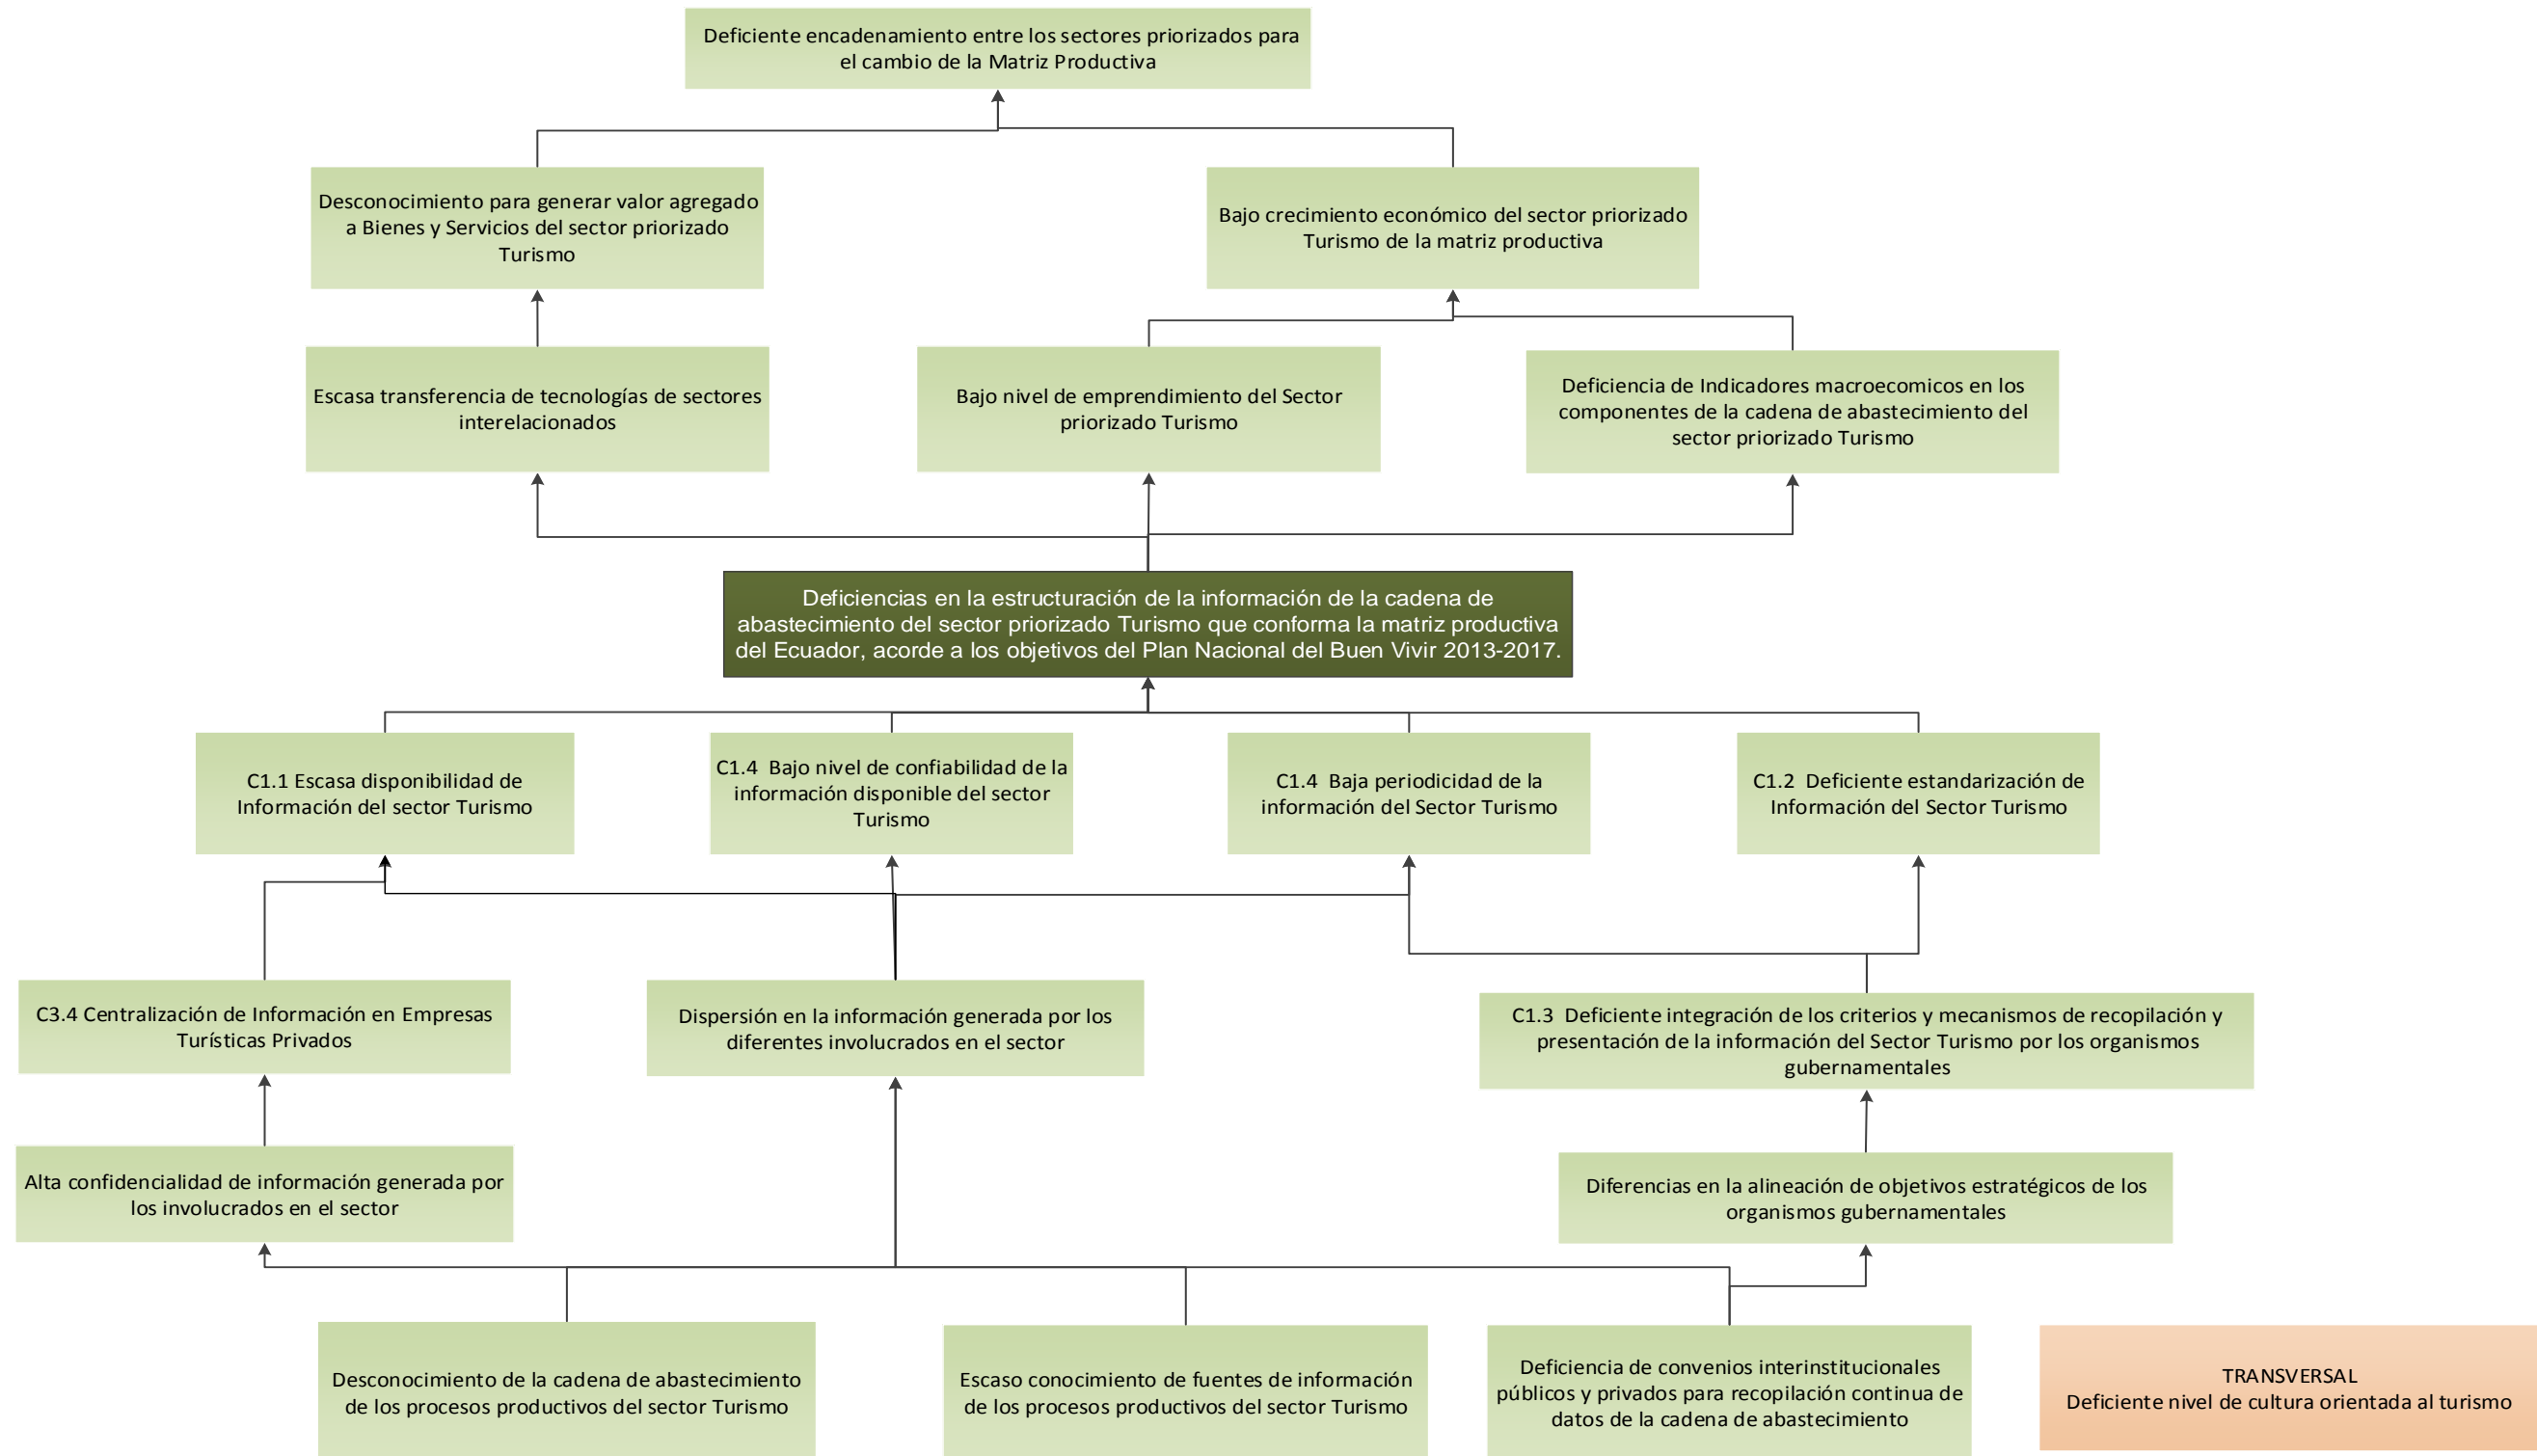 Deficiente encadenamiento entre los sectores priorizados para
el cambio de la Matriz Productiva
Desconocimiento para generar valor agregado
a Bienes y Servicios del sector priorizado
Turismo
Bajo crecimiento económico del sector priorizado
Turismo de la matriz productiva
Escasa transferencia de tecnologías de sectores
interelacionados
Bajo nivel de emprendimiento del Sector
priorizado Turismo
Deficiencia de Indicadores macroecomicos en los
componentes de la cadena de abastecimiento del
sector priorizado Turismo
Deficiencias en la estructuración de la información de la cadena de
abastecimiento del sector priorizado Turismo que conforma la matriz productiva
del Ecuador, acorde a los objetivos del Plan Nacional del Buen Vivir 2013-2017.
C1.1 Escasa disponibilidad de
Información del sector Turismo
C1.4 Bajo nivel de confiabilidad de la
información disponible del sector
Turismo
C1.4 Baja periodicidad de la
información del Sector Turismo
C1.2 Deficiente estandarización de
Información del Sector Turismo
C3.4 Centralización de Información en Empresas
Turísticas Privados
Dispersión en la información generada por los
diferentes involucrados en el sector
C1.3 Deficiente integración de los criterios y mecanismos de recopilación y
presentación de la información del Sector Turismo por los organismos
gubernamentales
Alta confidencialidad de información generada por
los involucrados en el sector
Diferencias en la alineación de objetivos estratégicos de los
organismos gubernamentales
Desconocimiento de la cadena de abastecimiento
de los procesos productivos del sector Turismo
Escaso conocimiento de fuentes de información
de los procesos productivos del sector Turismo
Deficiencia de convenios interinstitucionales
públicos y privados para recopilación continua de
datos de la cadena de abastecimiento
TRANSVERSAL
Deficiente nivel de cultura orientada al turismo